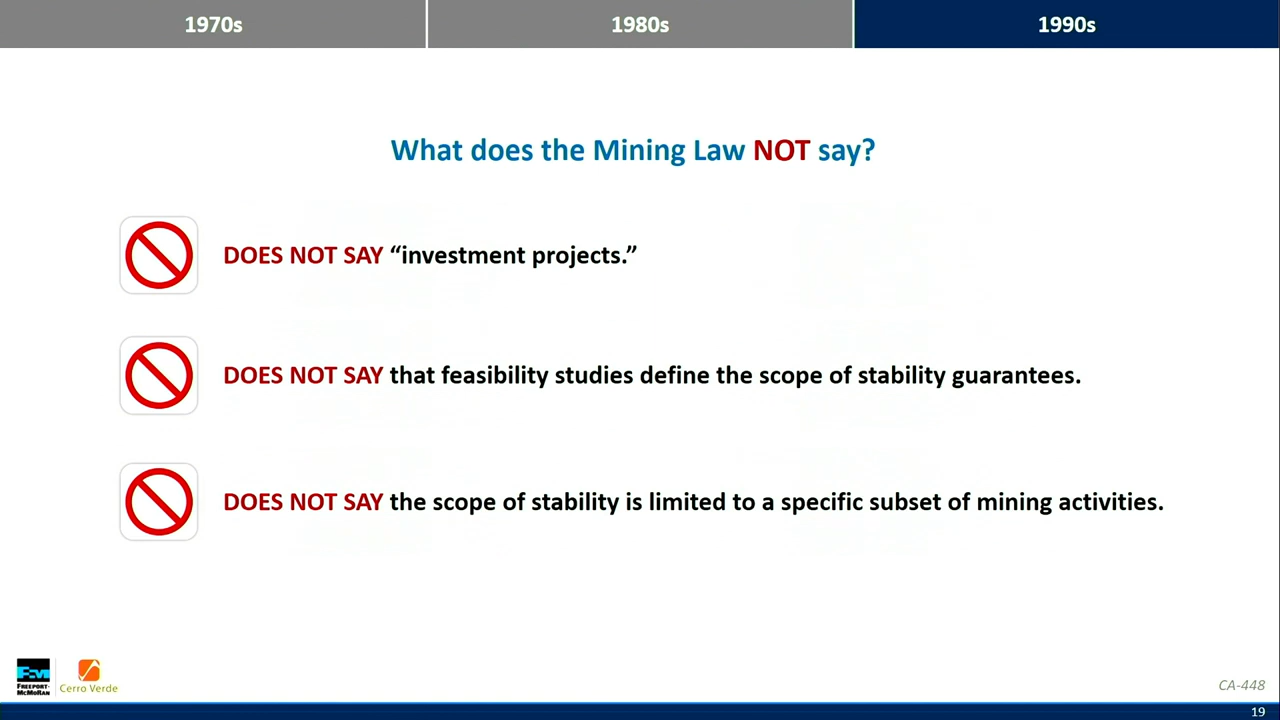 1970s
1980s
1990s
What does the Mining Law NOT say?
DOES NOT SAY “investment projects.”
DOES NOT SAY that feasibility studies define the scope of stability guarantees.
DOES NOT SAY the scope of stability is limited to a specific subset of mining activities.
FREEPORT-
McMoRAN
Cerro Verde
CA-448
19